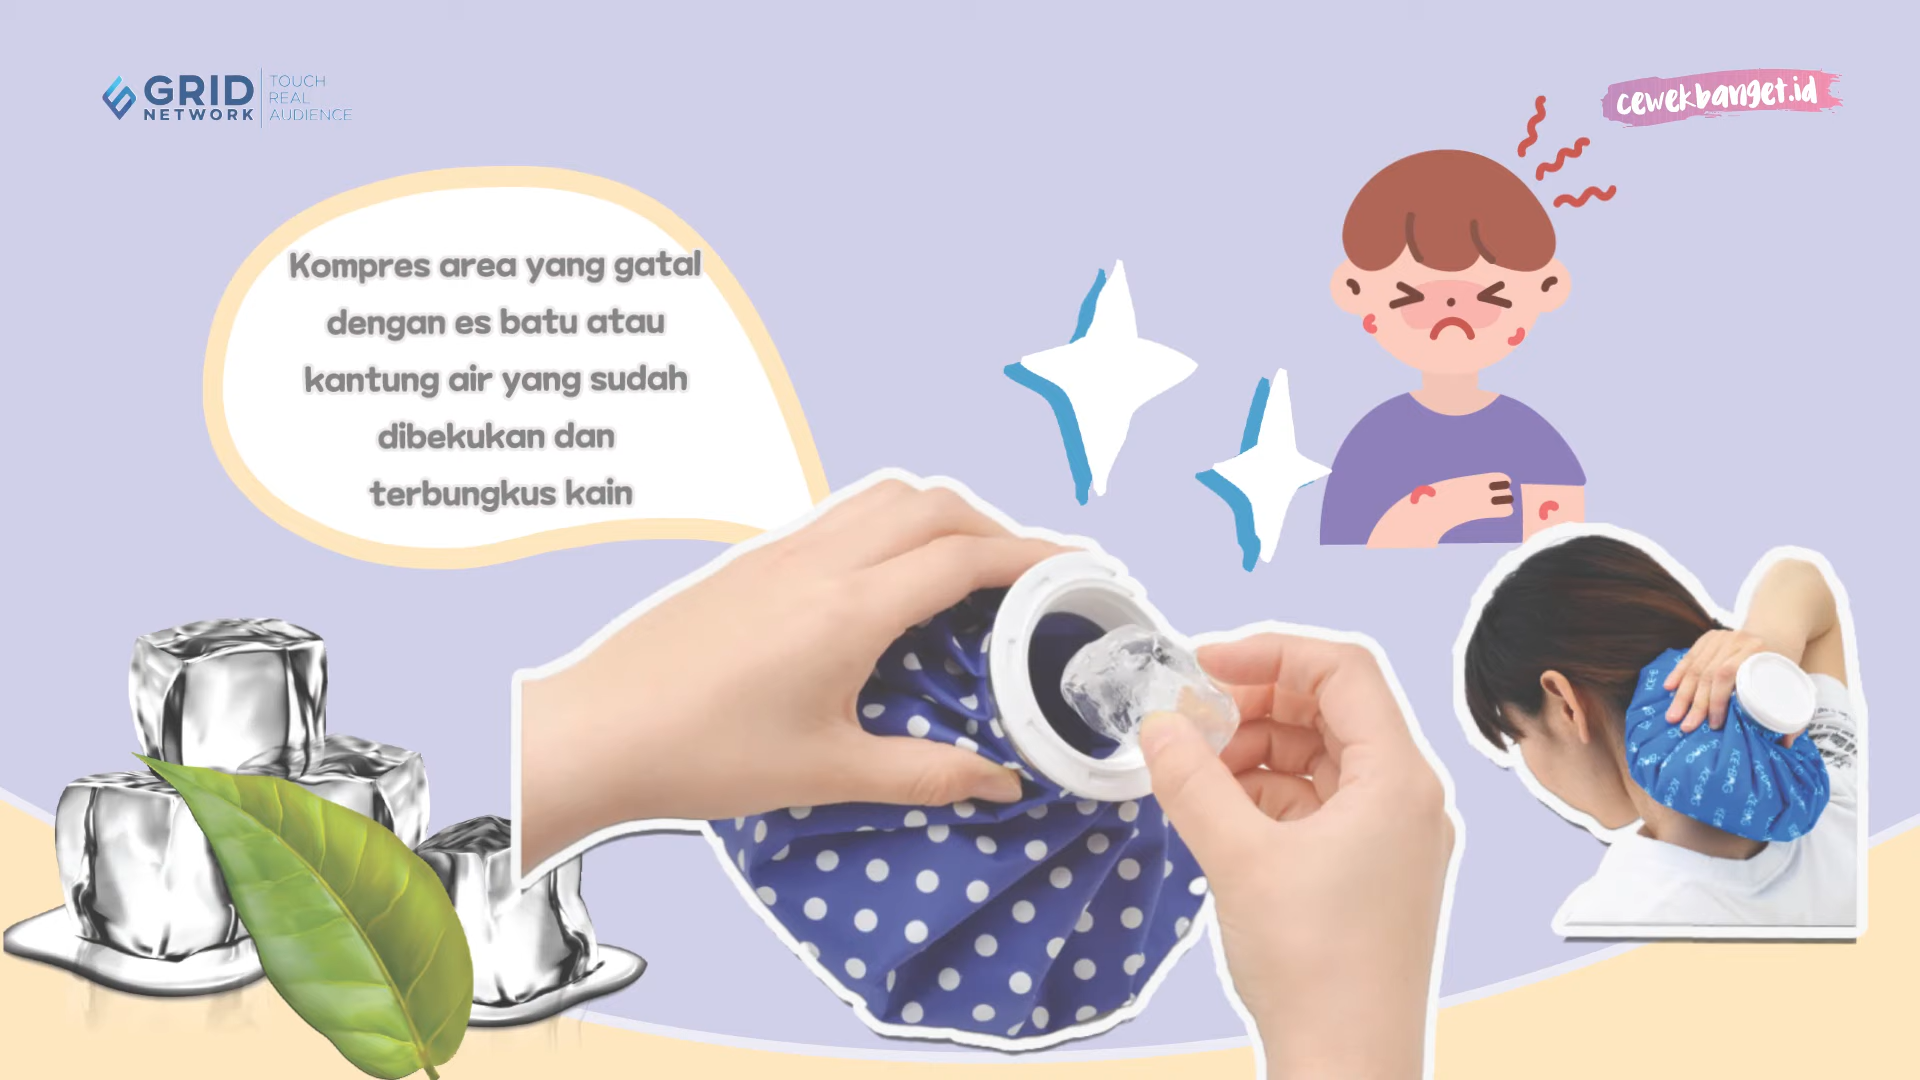 GRID
NETWORK
TOUCH
REAL
AUDIENCE
cewekbanget.id
Kompres area yang gatal
dengan es batu atau
kantung air yang sudah
dibekukan dan
terbungkus kain